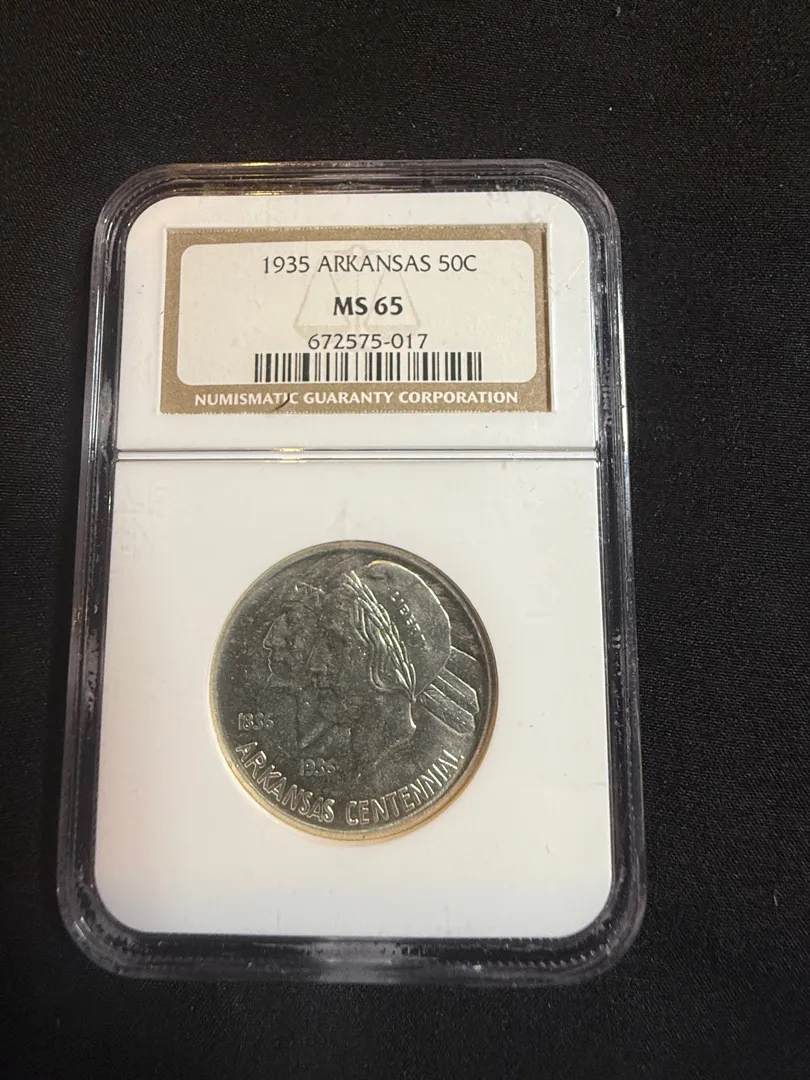 1935 ARKANSAS 50C
MS 65
672575-017
NUMISMATIC GUARANTY CORPORATION
LIBERTY
1836
1936
ARKANSAS CENTENNIAL